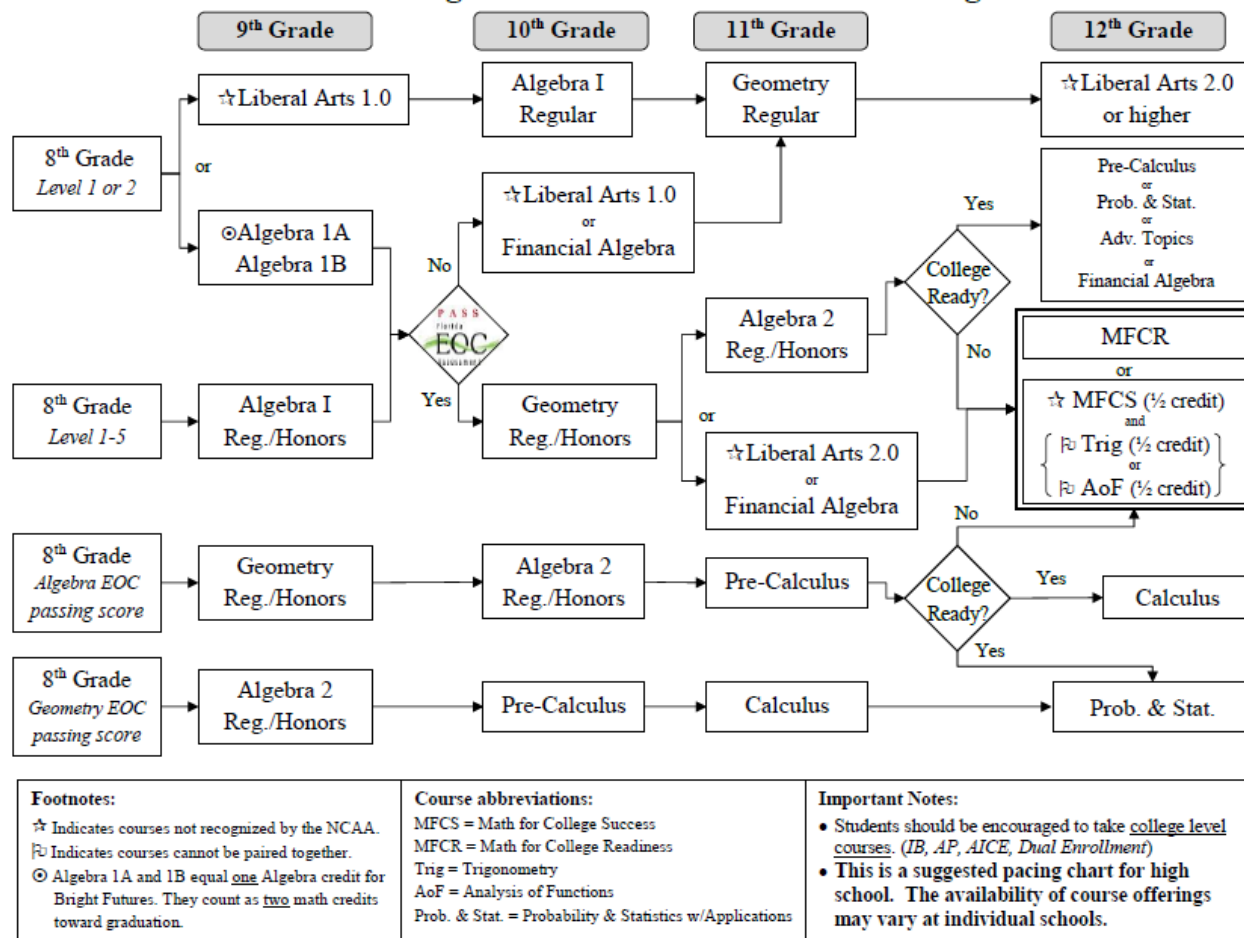 9th Grade
10th Grade
11th Grade
12th Grade
☆Liberal Arts 1.0
Algebra I
Regular
Geometry
Regular
☆Liberal Arts 2.0
or higher
8th Grade
Level 1 or 2
or
⊙Algebra 1A
Algebra 1B
No
☆Liberal Arts 1.0
or
Financial Algebra
Yes
College
Ready?
No
Pre-Calculus
or
Prob. & Stat.
or
Adv. Topics
or
Financial Algebra
PASS
Florida
EOC
Assessment
Yes
8th Grade
Level 1-5
Algebra I
Reg./Honors
Geometry
Reg./Honors
Algebra 2
Reg./Honors
or
☆Liberal Arts 2.0
or
Financial Algebra
MFCR
or
☆ MFCS (½ credit)
and
⚐ Trig (½ credit)
or
⚐ AoF (½ credit)
8th Grade
Algebra EOC
passing score
Geometry
Reg./Honors
Algebra 2
Reg./Honors
Pre-Calculus
No
College
Ready?
Yes
Yes
Calculus
8th Grade
Geometry EOC
passing score
Algebra 2
Reg./Honors
Pre-Calculus
Calculus
Prob. & Stat.
Footnotes:
☆ Indicates courses not recognized by the NCAA.
⚐ Indicates courses cannot be paired together.
⊙ Algebra 1A and 1B equal one Algebra credit for
Bright Futures. They count as two math credits
toward graduation.
Course abbreviations:
MFCS = Math for College Success
MFCR = Math for College Readiness
Trig = Trigonometry
AoF = Analysis of Functions
Prob. & Stat. = Probability & Statistics w/Applications
Important Notes:
• Students should be encouraged to take college level
courses. (IB, AP, AICE, Dual Enrollment)
• This is a suggested pacing chart for high
school. The availability of course offerings
may vary at individual schools.